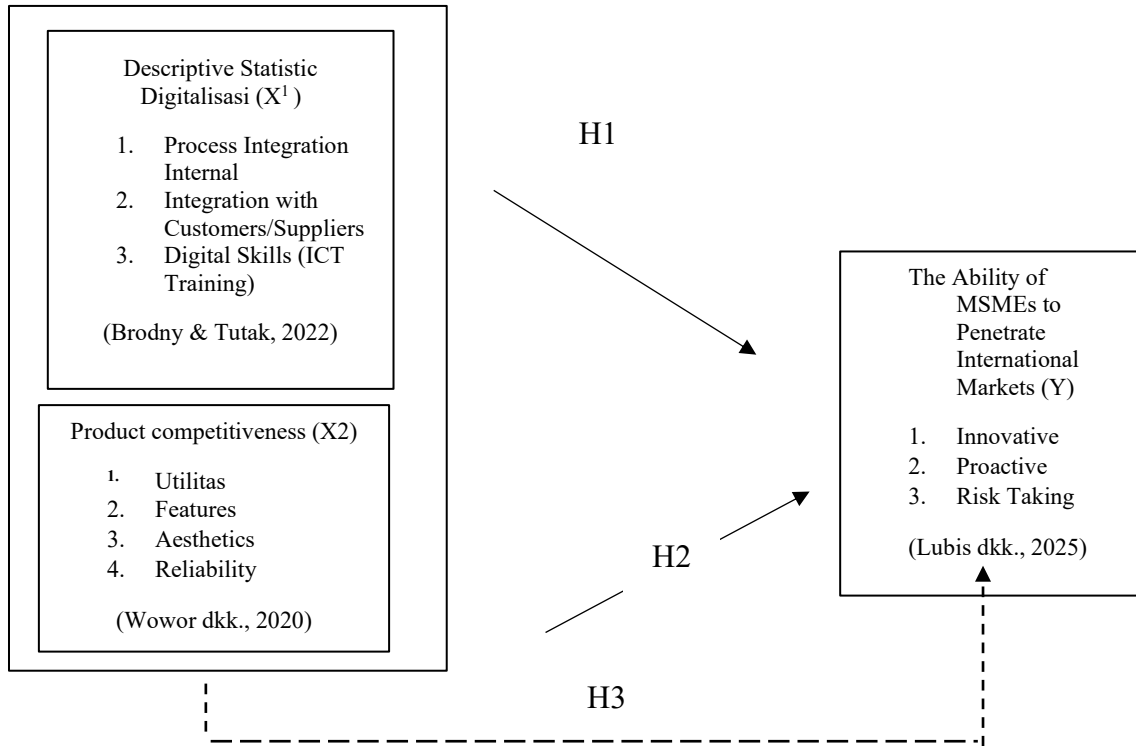 Descriptive Statistic
Digitalisasi (X¹ )
1. Process Integration
Internal
2. Integration with
Customers/Suppliers
3. Digital Skills (ICT
Training)
(Brodny & Tutak, 2022)
Product competitiveness (X2)
1. Utilitas
2. Features
3. Aesthetics
4. Reliability
(Wowor dkk., 2020)
H1
H2
H3
The Ability of
MSMEs to
Penetrate
International
Markets (Y)
1. Innovative
2. Proactive
3. Risk Taking
(Lubis dkk., 2025)